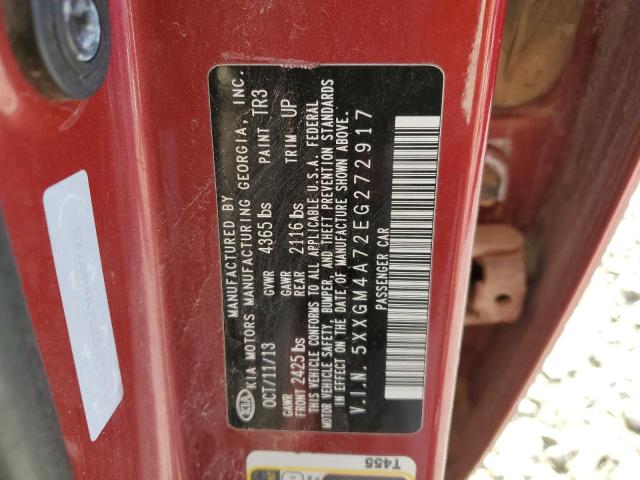 KIA
MANUFACTURED BY
KIA MOTORS MANUFACTURING GEORGIA, INC.
OCT/11/13 GVWR 4365 lbs PAINT TR3
GAWR FRONT 2425 lbs GAWR REAR 2116 lbs TRIM UP
THIS VEHICLE CONFORMS TO ALL APPLICABLE U.S.A. FEDERAL
MOTOR VEHICLE SAFETY, BUMPER, AND THEFT PREVENTION STANDARDS
IN EFFECT ON THE DATE OF MANUFACTURE SHOWN ABOVE.
V.I.N. 5XXGM4A72EG272917
PASSENGER CAR
T455